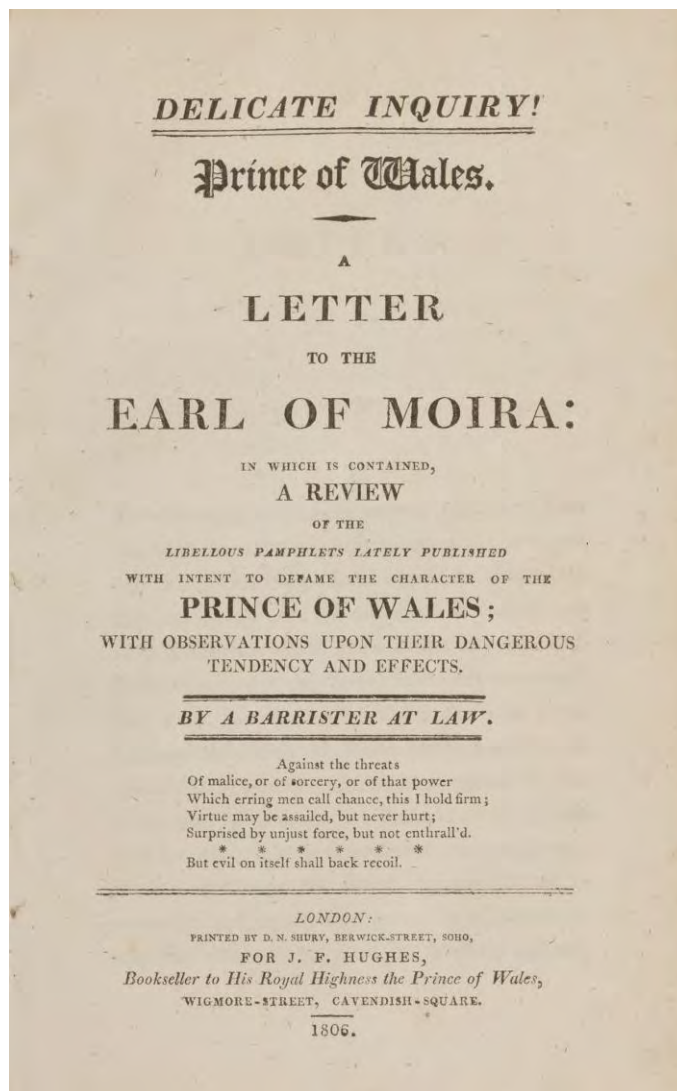 DELICATE INQUIRY!
Prince of Wales.
A
LETTER
TO THE
EARL OF MOIRA:
IN WHICH IS CONTAINED,
A REVIEW
OF THE
LIBELLOUS PAMPHLETS LATELY PUBLISHED
WITH INTENT TO DEFAME THE CHARACTER OF THE
PRINCE OF WALES;
WITH OBSERVATIONS UPON THEIR DANGEROUS
TENDENCY AND EFFECTS.
BY A BARRISTER AT LAW.
Against the threats
Of malice, or of sorcery, or of that power
Which erring men call chance, this I hold firm;
Virtue may be assailed, but never hurt;
Surprised by unjust force, but not enthrall'd.
* * * * * *
But evil on itself shall back recoil.
LONDON:
PRINTED BY D. N. SHURY, BERWICK-STREET, SOHO,
FOR J. F. HUGHES,
Bookseller to His Royal Highness the Prince of Wales,
WIGMORE-STREET, CAVENDISH-SQUARE.
1806.